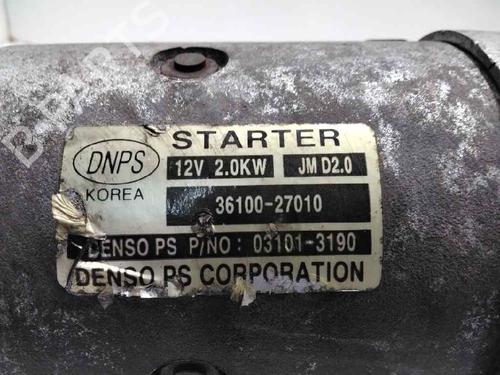 DNPS
KOREA
STARTER
12V 2.0KW JM D2.0
36100-27010
DENSO PS P/NO : 03101-3190
DENSO PS CORPORATION